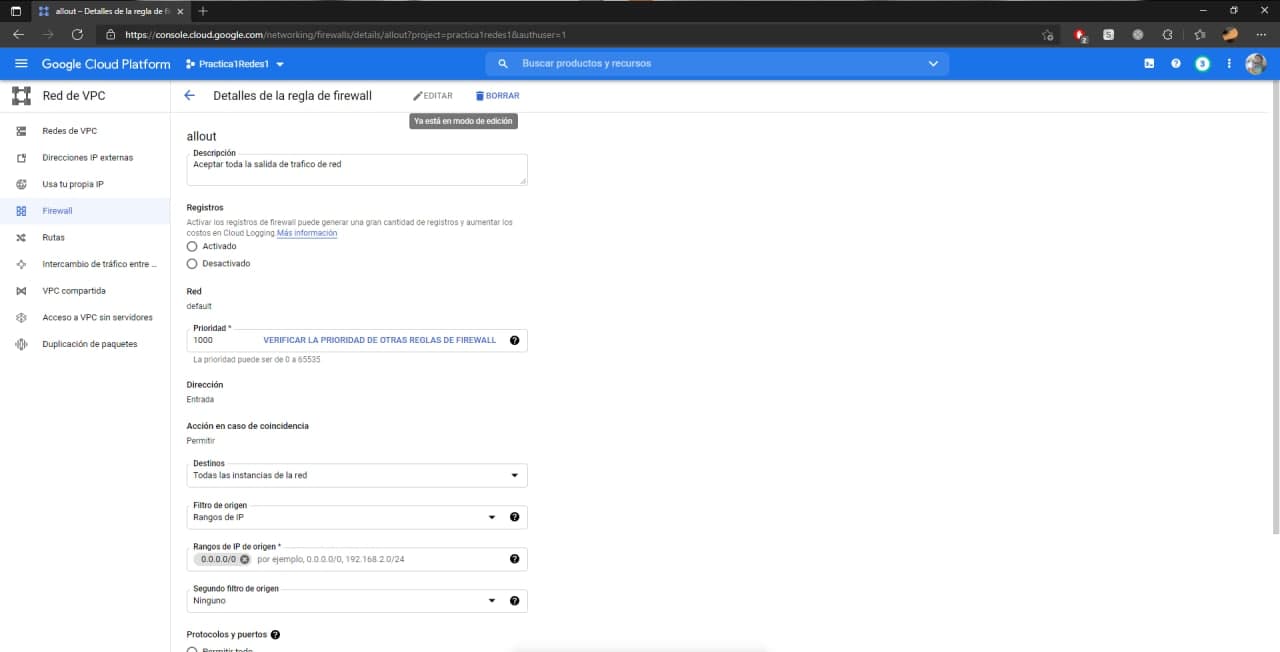 allout – Detalles de la regla de fi
https://console.cloud.google.com/networking/firewalls/details/allout?project=practica1redes1&authuser=1
2
Google Cloud Platform
Practica1Redes1
Buscar productos y recursos
3
Red de VPC
Detalles de la regla de firewall
EDITAR
BORRAR
Ya está en modo de edición
Redes de VPC
Direcciones IP externas
Usa tu propia IP
Firewall
Rutas
Intercambio de tráfico entre ...
VPC compartida
Acceso a VPC sin servidores
Duplicación de paquetes
allout
Descripción
Aceptar toda la salida de trafico de red
Registros
Activar los registros de firewall puede generar una gran cantidad de registros y aumentar los
costos en Cloud Logging Más información
Activado
Desactivado
Red
default
Prioridad *
1000 VERIFICAR LA PRIORIDAD DE OTRAS REGLAS DE FIREWALL
La prioridad puede ser de 0 a 65535
Dirección
Entrada
Acción en caso de coincidencia
Permitir
Destinos
Todas las instancias de la red
Filtro de origen
Rangos de IP
Rangos de IP de origen *
0.0.0.0/0 por ejemplo, 0.0.0.0/0, 192.168.2.0/24
Segundo filtro de origen
Ninguno
Protocolos y puertos
Permitir todo